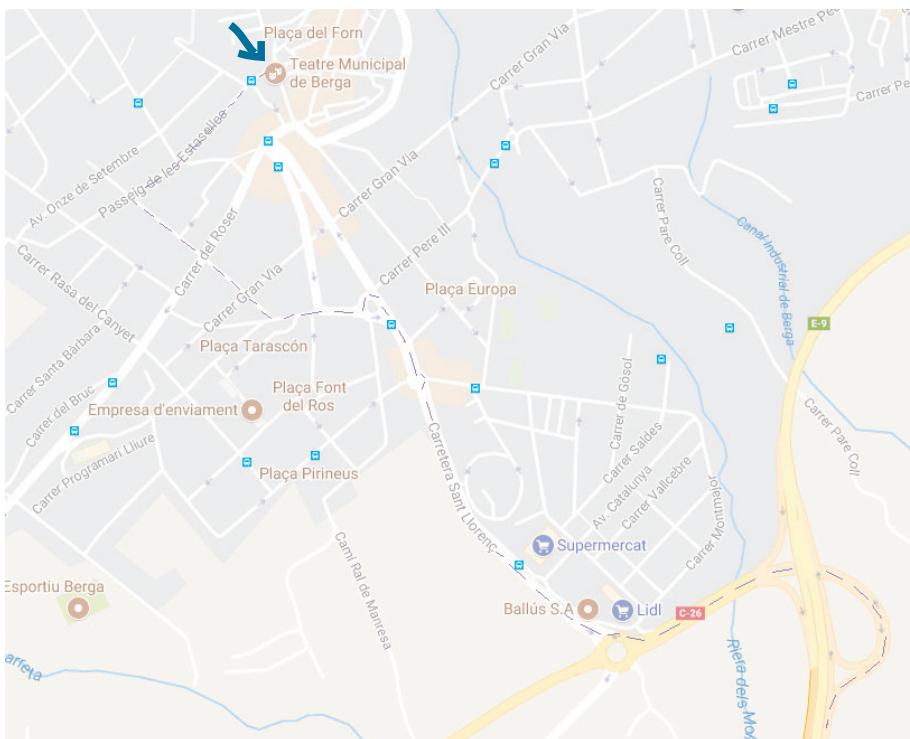 Plaça del Forn
Teatre Municipal
de Berga
Carrer Gran Via
Carrer Mestre Pe
Carrer Pe
Av. Onze de Setembre
Passeig de les Estaselles
Carrer Gran Via
Carrer Pare Coll
Canal Industrial de Berga
Carrer del Roser
Carrer Pere III
Carrer Rasa del Canyet
Carrer Gran Via
Plaça Europa
E-9
Carrer Santa Bàrbara
Plaça Tarascón
Plaça Font
del Ros
Empresa d'enviament
Carrer del Bruc
Carrer de Gósol
Carrer Pare Coll
Carrer Programari Lliure
Plaça Pirineus
Carretera Sant Llorenç
Carrer Saldes
Av. Catalunya
Carrer Vallcebre
Carrer Montmajor
Supermercat
Camí Ral de Manresa
Esportiu Berga
Ballús S.A
Lidl
C-26
Riera dels Mo
arreta